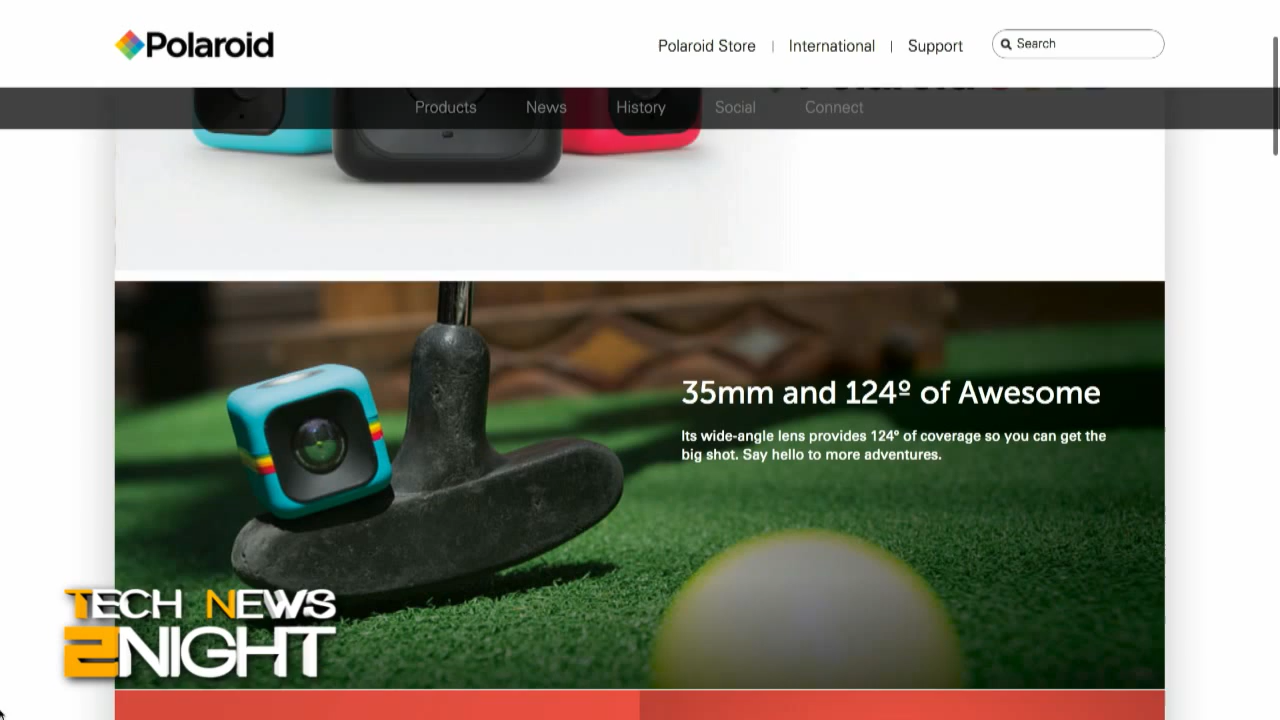 Polaroid
Polaroid Store | International | Support
Search
Products News History Social Connect
35mm and 124º of Awesome
Its wide-angle lens provides 124º of coverage so you can get the
big shot. Say hello to more adventures.
TECH NEWS
2NIGHT